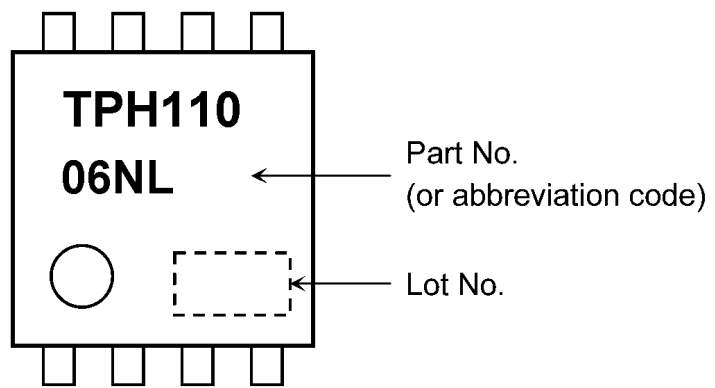 TPH110
06NL
Part No.
(or abbreviation code)
Lot No.